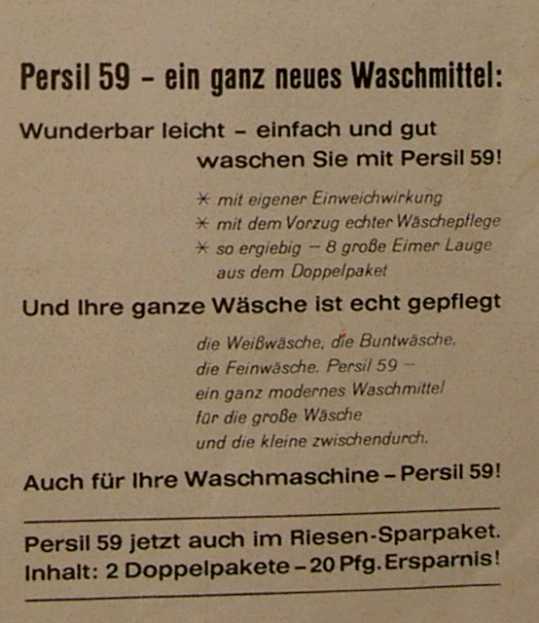 Persil 59 – ein ganz neues Waschmittel:
Wunderbar leicht – einfach und gut
waschen Sie mit Persil 59!
* mit eigener Einweichwirkung
* mit dem Vorzug echter Wäschepflege
* so ergiebig – 8 große Eimer Lauge
aus dem Doppelpaket
Und Ihre ganze Wäsche ist echt gepflegt
die Weißwäsche, die Buntwäsche,
die Feinwäsche. Persil 59 –
ein ganz modernes Waschmittel
für die große Wäsche
und die kleine zwischendurch.
Auch für Ihre Waschmaschine – Persil 59!
Persil 59 jetzt auch im Riesen-Sparpaket.
Inhalt: 2 Doppelpakete – 20 Pfg. Ersparnis!